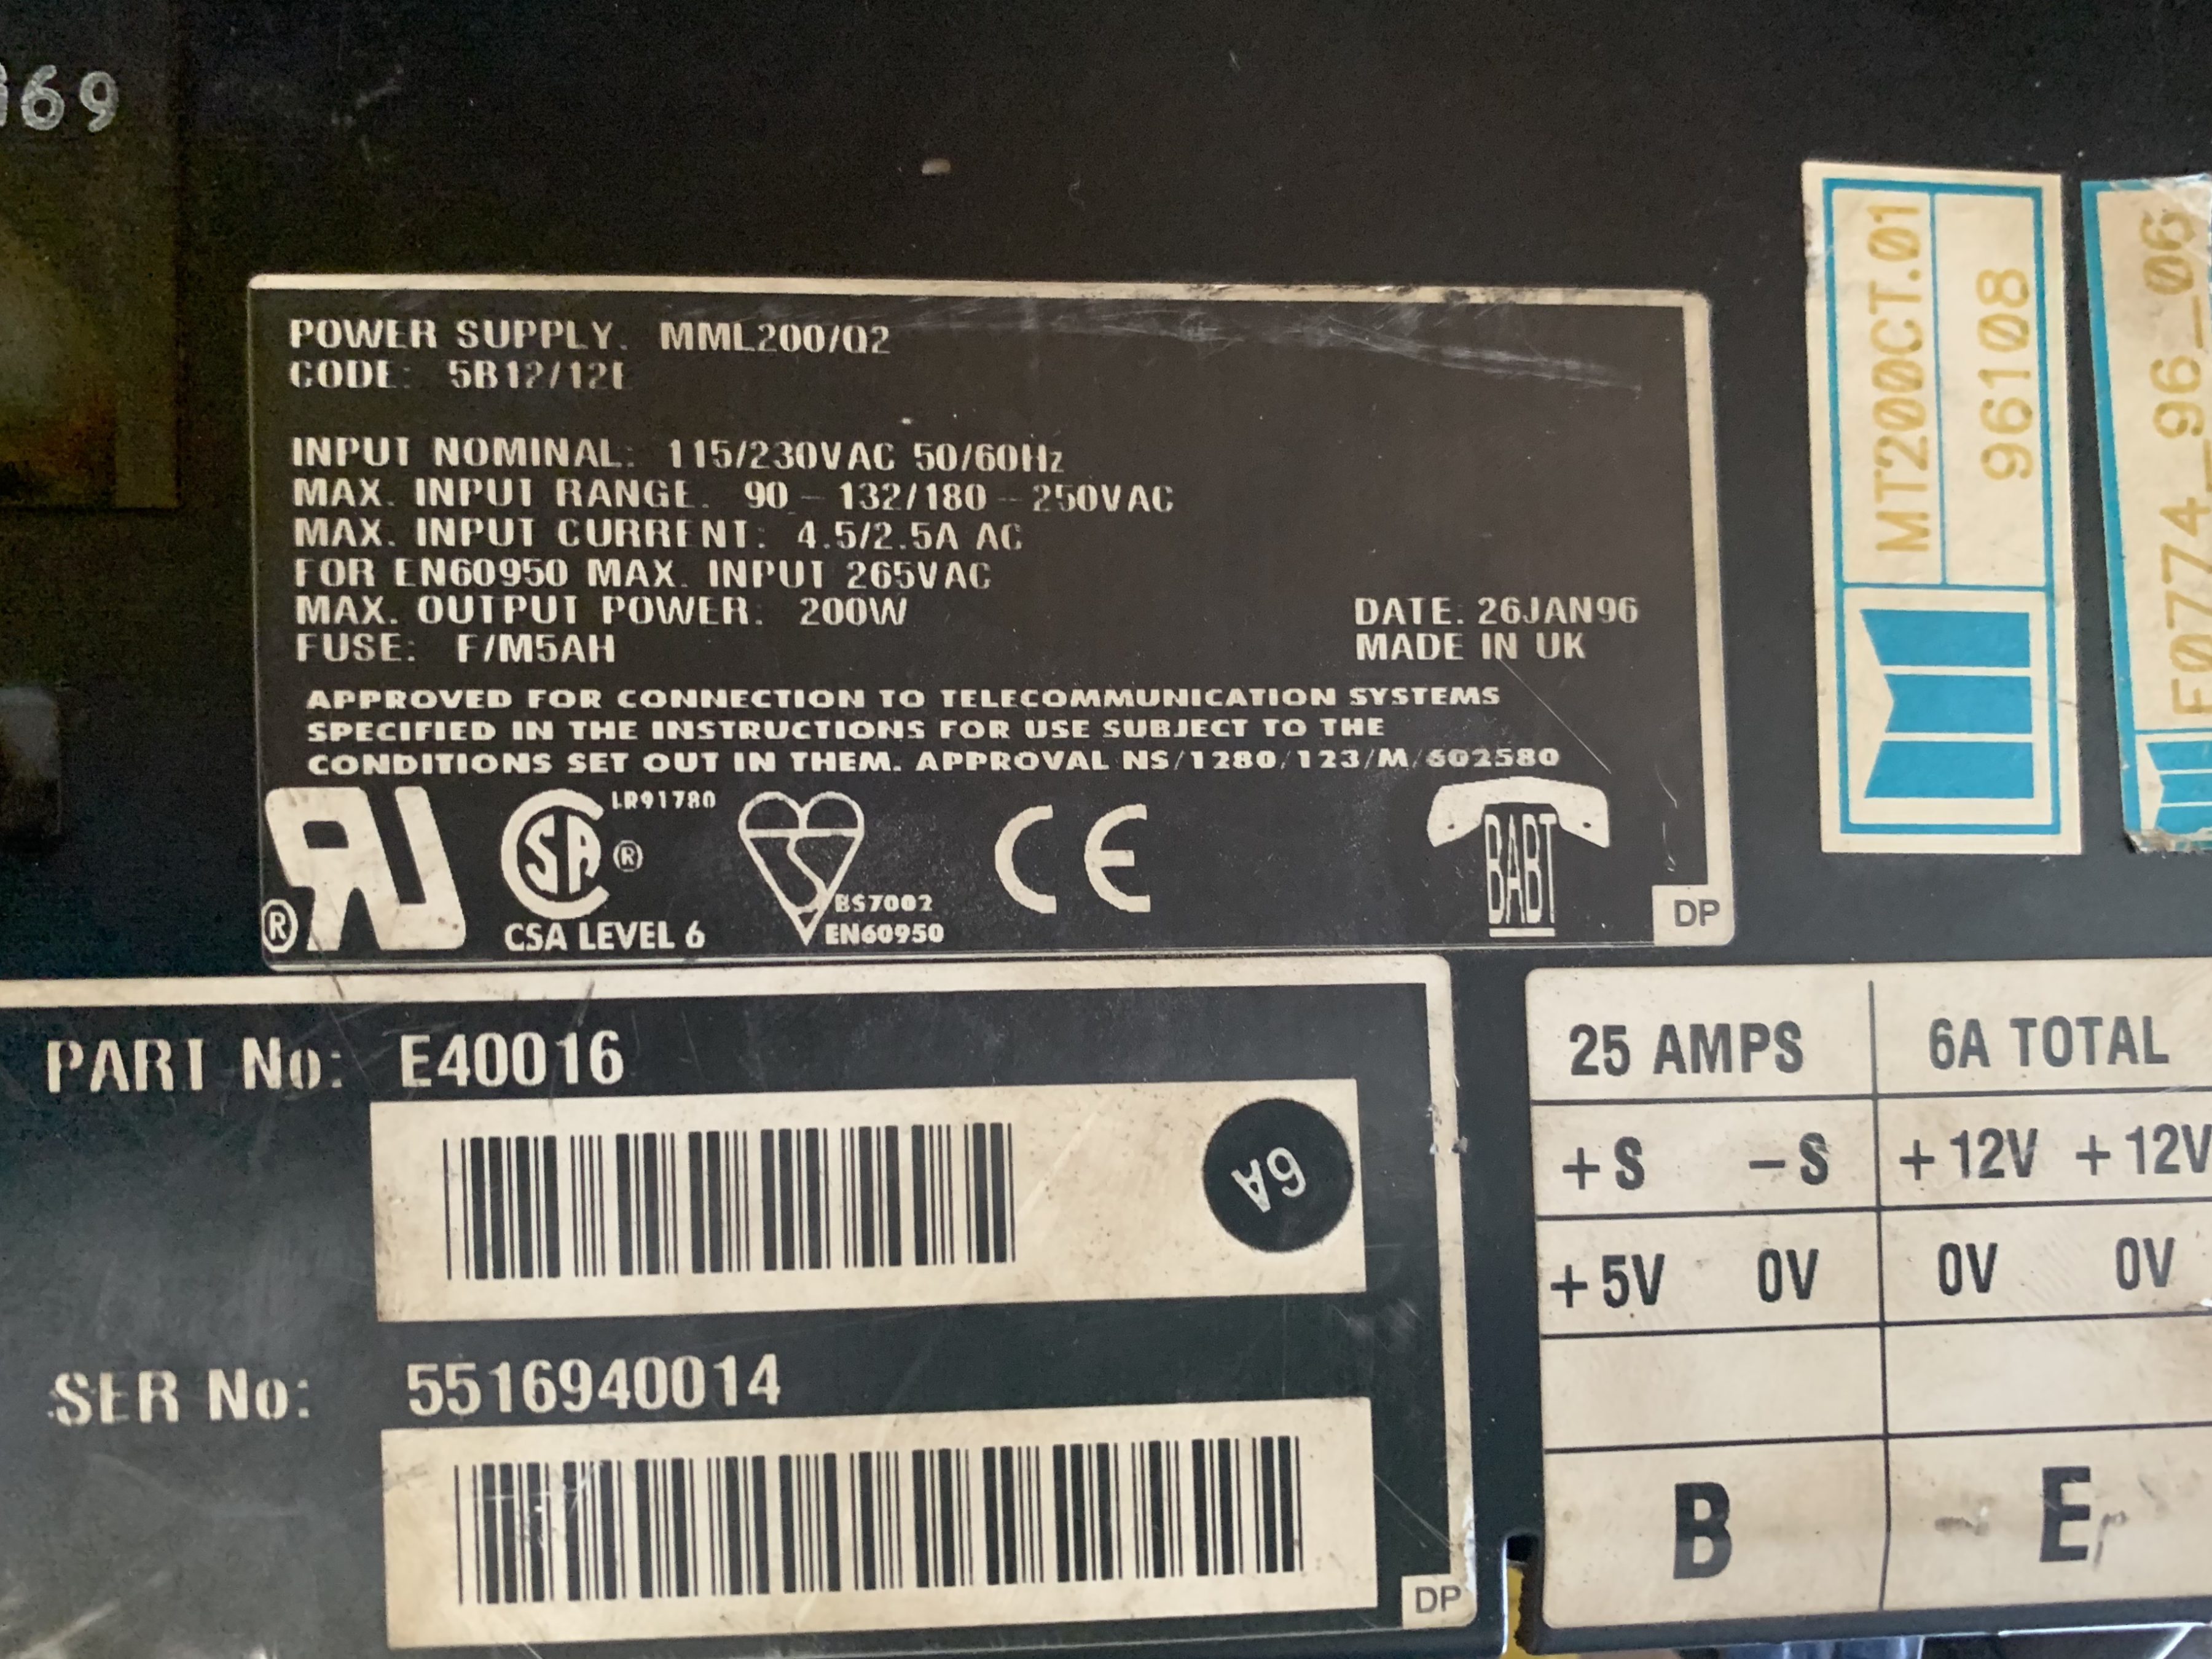 69
POWER SUPPLY. MML200/Q2
CODE: 5B12/12E
INPUT NOMINAL: 115/230VAC 50/60Hz
MAX. INPUT RANGE. 90 – 132/180 – 250VAC
MAX. INPUT CURRENT: 4.5/2.5A AC
FOR EN60950 MAX. INPUT 265VAC
MAX. OUTPUT POWER: 200W
FUSE: F/M5AH
DATE: 26JAN96
MADE IN UK
APPROVED FOR CONNECTION TO TELECOMMUNICATION SYSTEMS
SPECIFIED IN THE INSTRUCTIONS FOR USE SUBJECT TO THE
CONDITIONS SET OUT IN THEM. APPROVAL NS/1280/123/M/602580
LR91780
SA ®
CSA LEVEL 6
®
BS7002
EN60950
CE
BABT
DP
MT200CT.01
96108
E0774_96_06
PART No: E40016
6A
SER No: 5516940014
DP
25 AMPS 6A TOTAL
+S –S +12V +12V
+5V 0V 0V 0V
B E